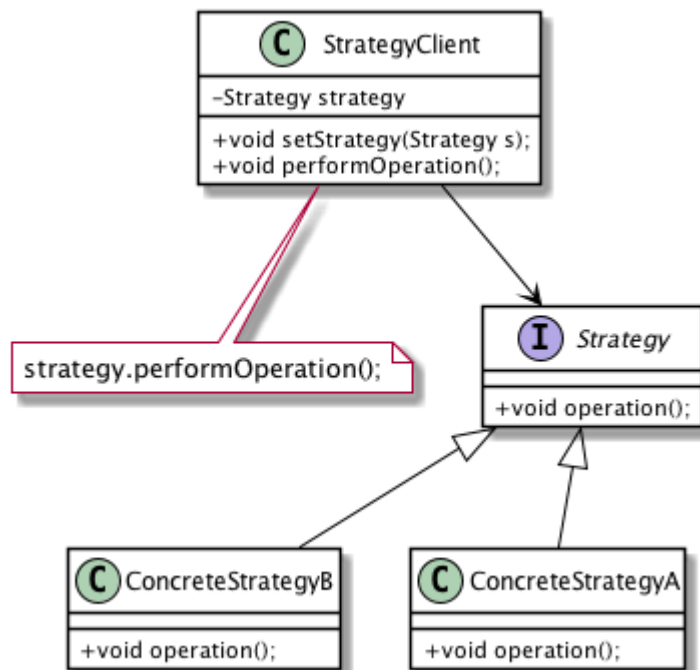 C StrategyClient
-Strategy strategy
+void setStrategy(Strategy s);
+void performOperation();
strategy.performOperation();
I Strategy
+void operation();
C ConcreteStrategyB
+void operation();
C ConcreteStrategyA
+void operation();